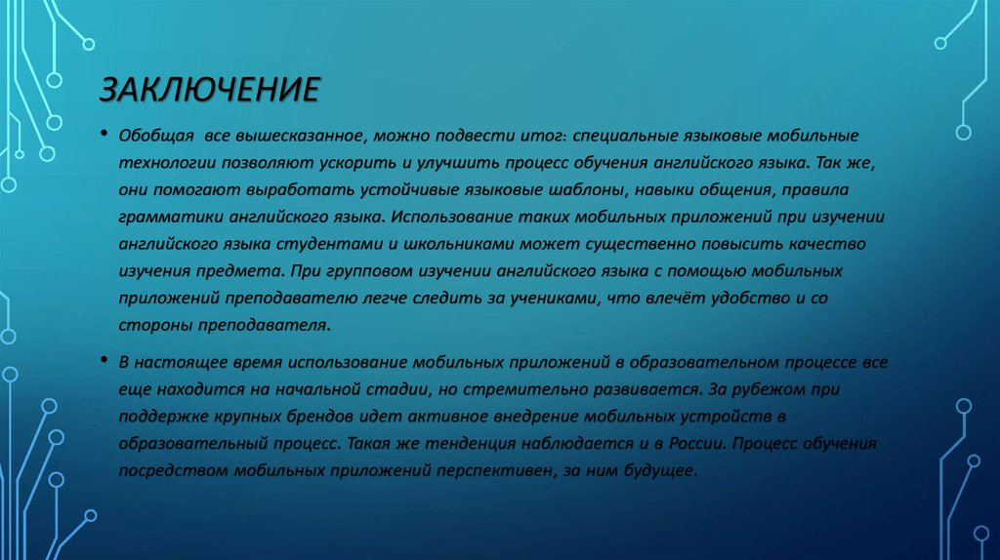 ЗАКЛЮЧЕНИЕ
• Обобщая все вышесказанное, можно подвести итог: специальные языковые мобильные
технологии позволяют ускорить и улучшить процесс обучения английского языка. Так же,
они помогают выработать устойчивые языковые шаблоны, навыки общения, правила
грамматики английского языка. Использование таких мобильных приложений при изучении
английского языка студентами и школьниками может существенно повысить качество
изучения предмета. При групповом изучении английского языка с помощью мобильных
приложений преподавателю легче следить за учениками, что влечёт удобство и со
стороны преподавателя.
• В настоящее время использование мобильных приложений в образовательном процессе все
еще находится на начальной стадии, но стремительно развивается. За рубежом при
поддержке крупных брендов идет активное внедрение мобильных устройств в
образовательный процесс. Такая же тенденция наблюдается и в России. Процесс обучения
посредством мобильных приложений перспективен, за ним будущее.